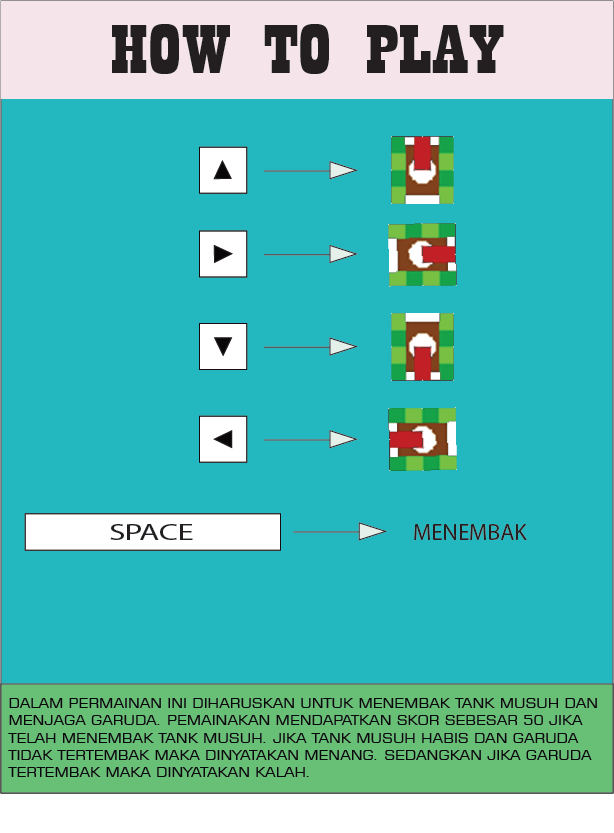 HOW TO PLAY
SPACE
MENEMBAK
DALAM PERMAINAN INI DIHARUSKAN UNTUK MENEMBAK TANK MUSUH DAN
MENJAGA GARUDA. PEMAINAKAN MENDAPATKAN SKOR SEBESAR 50 JIKA
TELAH MENEMBAK TANK MUSUH. JIKA TANK MUSUH HABIS DAN GARUDA
TIDAK TERTEMBAK MAKA DINYATAKAN MENANG. SEDANGKAN JIKA GARUDA
TERTEMBAK MAKA DINYATAKAN KALAH.